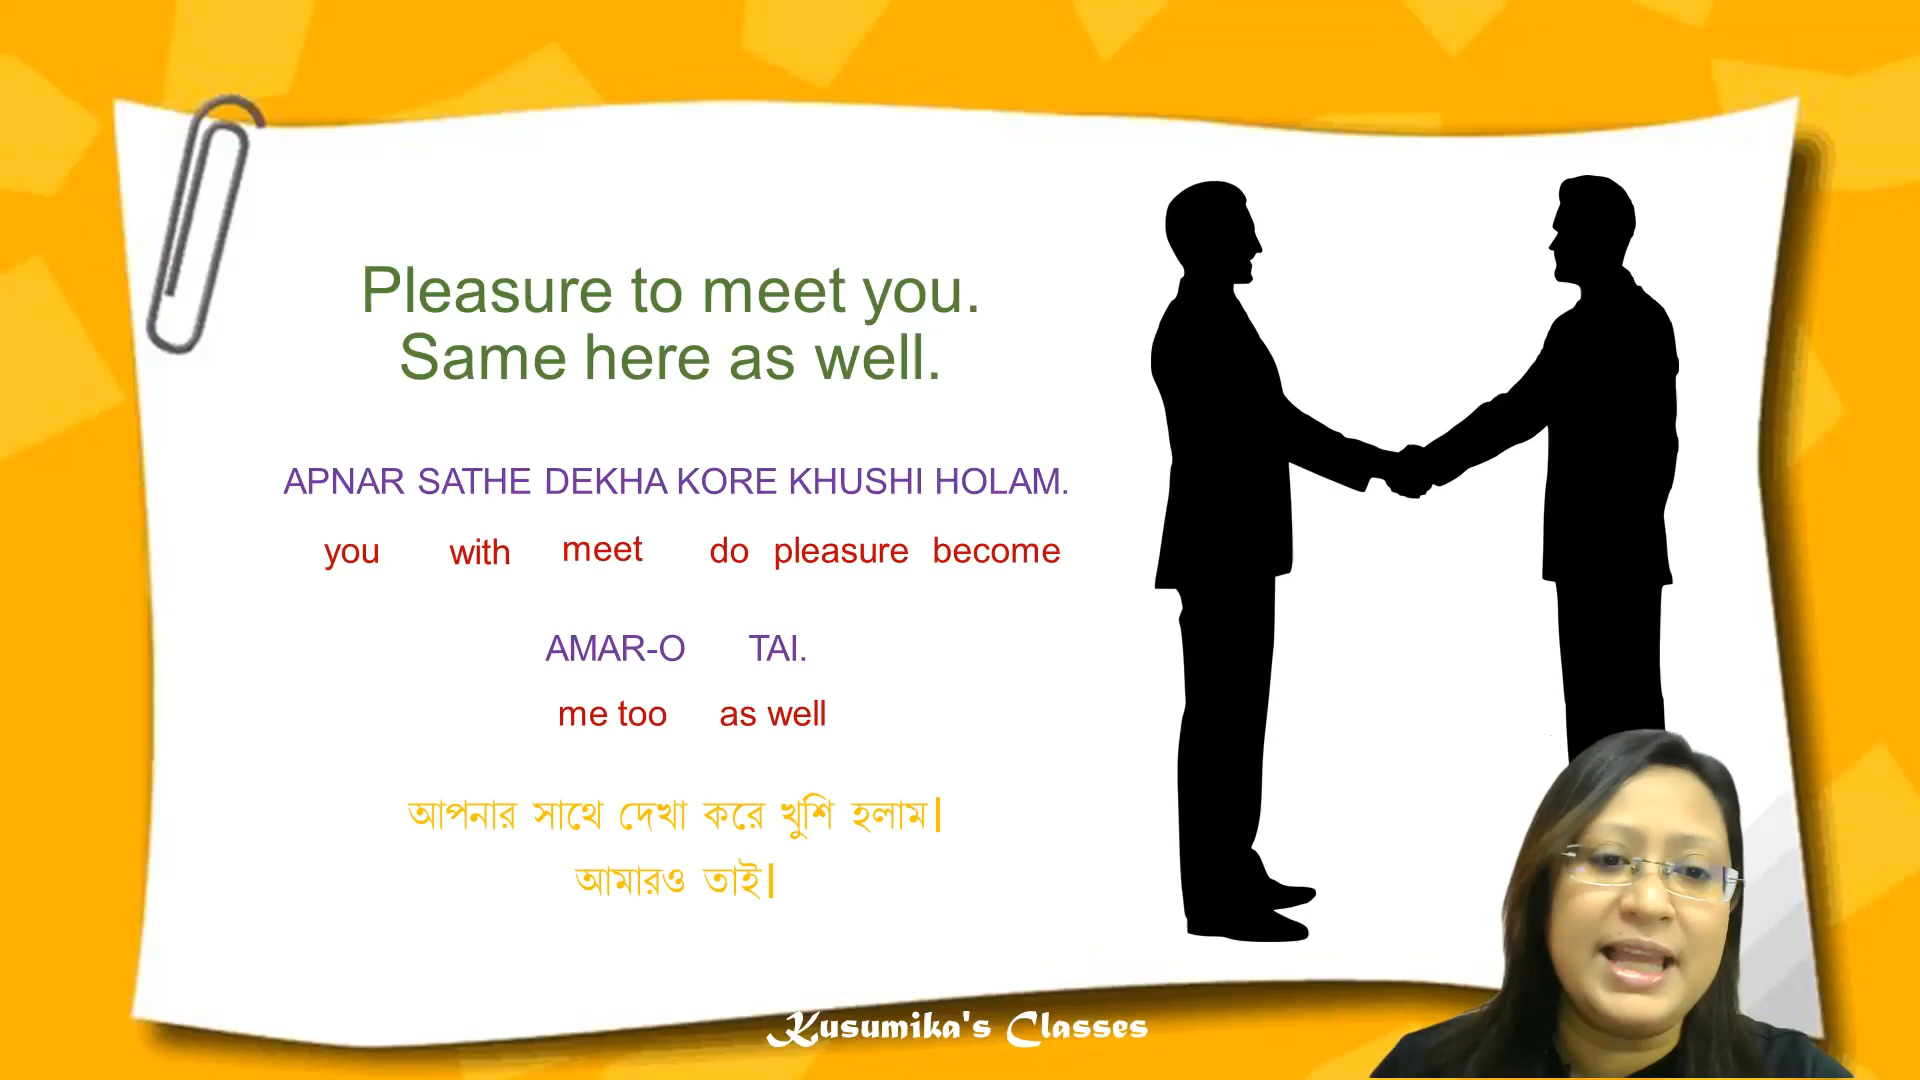 Pleasure to meet you.
Same here as well.
APNAR SATHE DEKHA KORE KHUSHI HOLAM.
you with meet do pleasure become
AMAR-O TAI.
me too as well
আপনার সাথে দেখা করে খুশি হলাম|
আমারও তাই|
Kusumika's Classes